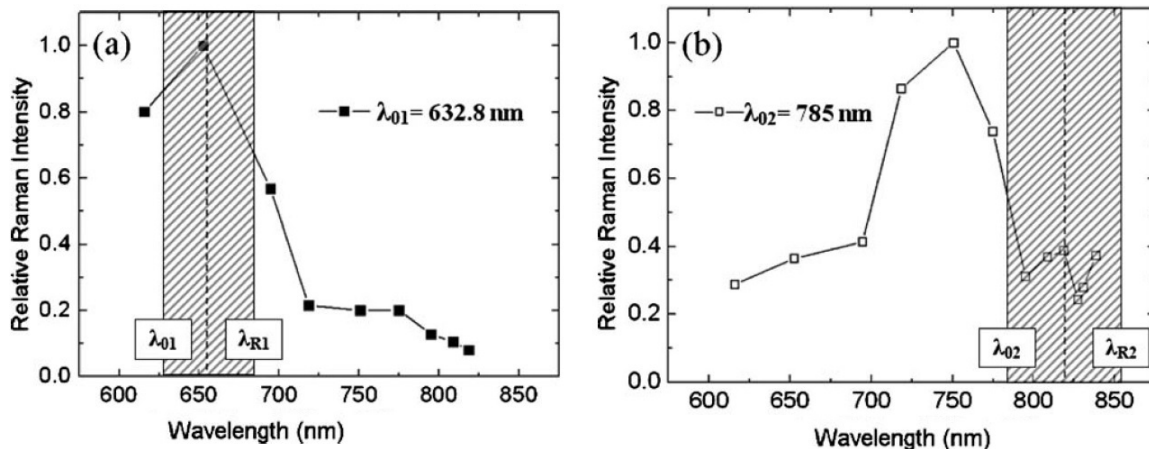 (a)
Relative Raman Intensity
1.0
0.8
0.6
0.4
0.2
0.0
λ01= 632.8 nm
λ01
λR1
600 650 700 750 800 850
Wavelength (nm)
(b)
Relative Raman Intensity
1.0
0.8
0.6
0.4
0.2
0.0
λ02= 785 nm
λ02
λR2
600 650 700 750 800 850
Wavelength (nm)